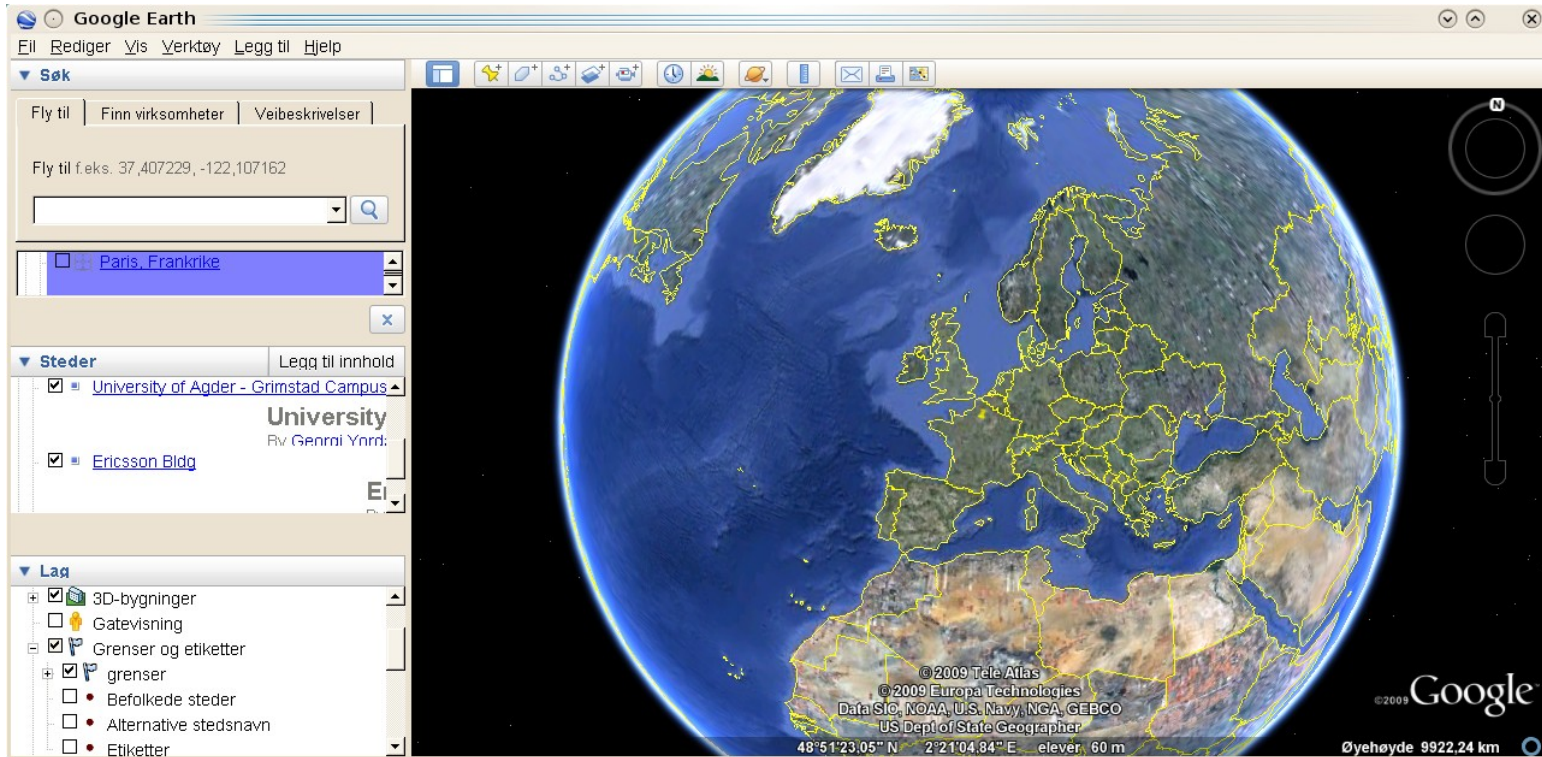 Google Earth
Fil Rediger Vis Verktøy Legg til Hjelp
Søk
Fly til Finn virksomheter Veibeskrivelser
Fly til f.eks. 37,407229, -122,107162
Paris, Frankrike
Steder Legg til innhold
University of Agder - Grimstad Campus
University
By Georgi Yord
Ericsson Bldg
Lag
3D-bygninger
Gatevisning
Grenser og etiketter
grenser
Befolkede steder
Alternative stedsnavn
Etiketter
N
© 2009 Tele Atlas
© 2009 Europa Technologies
Data SIO, NOAA, U.S. Navy, NGA, GEBCO
US Dept of State Geographer
©2009 Google
48°51'23,05" N 2°21'04,84" E elever 60 m
Øyehøyde 9922,24 km